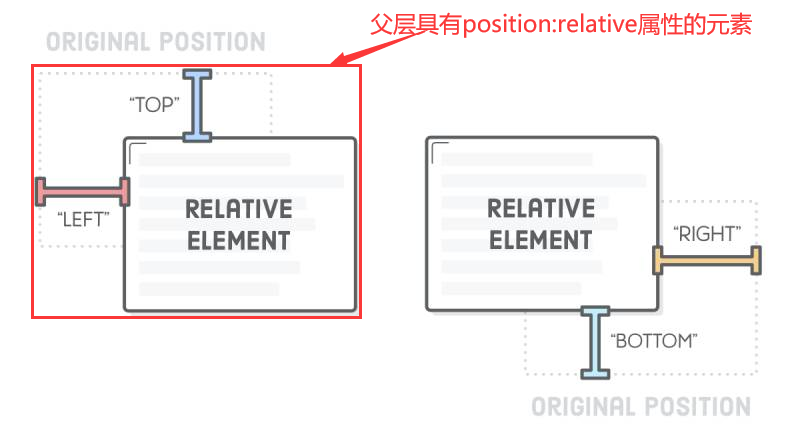 父层具有position:relative属性的元素
ORIGINAL POSITION
“TOP”
“LEFT”
RELATIVE
ELEMENT
RELATIVE
ELEMENT
“RIGHT”
“BOTTOM”
ORIGINAL POSITION